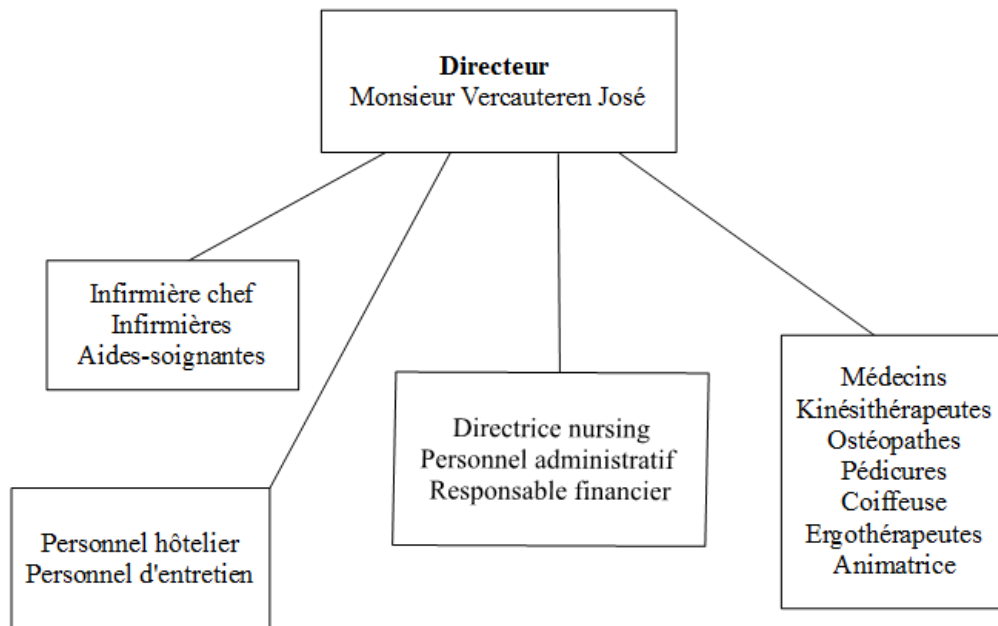 Directeur
Monsieur Vercauteren José
Infirmière chef
Infirmières
Aides-soignantes
Personnel hôtelier
Personnel d'entretien
Directrice nursing
Personnel administratif
Responsable financier
Médecins
Kinésithérapeutes
Ostéopathes
Pédicures
Coiffeuse
Ergothérapeutes
Animatrice